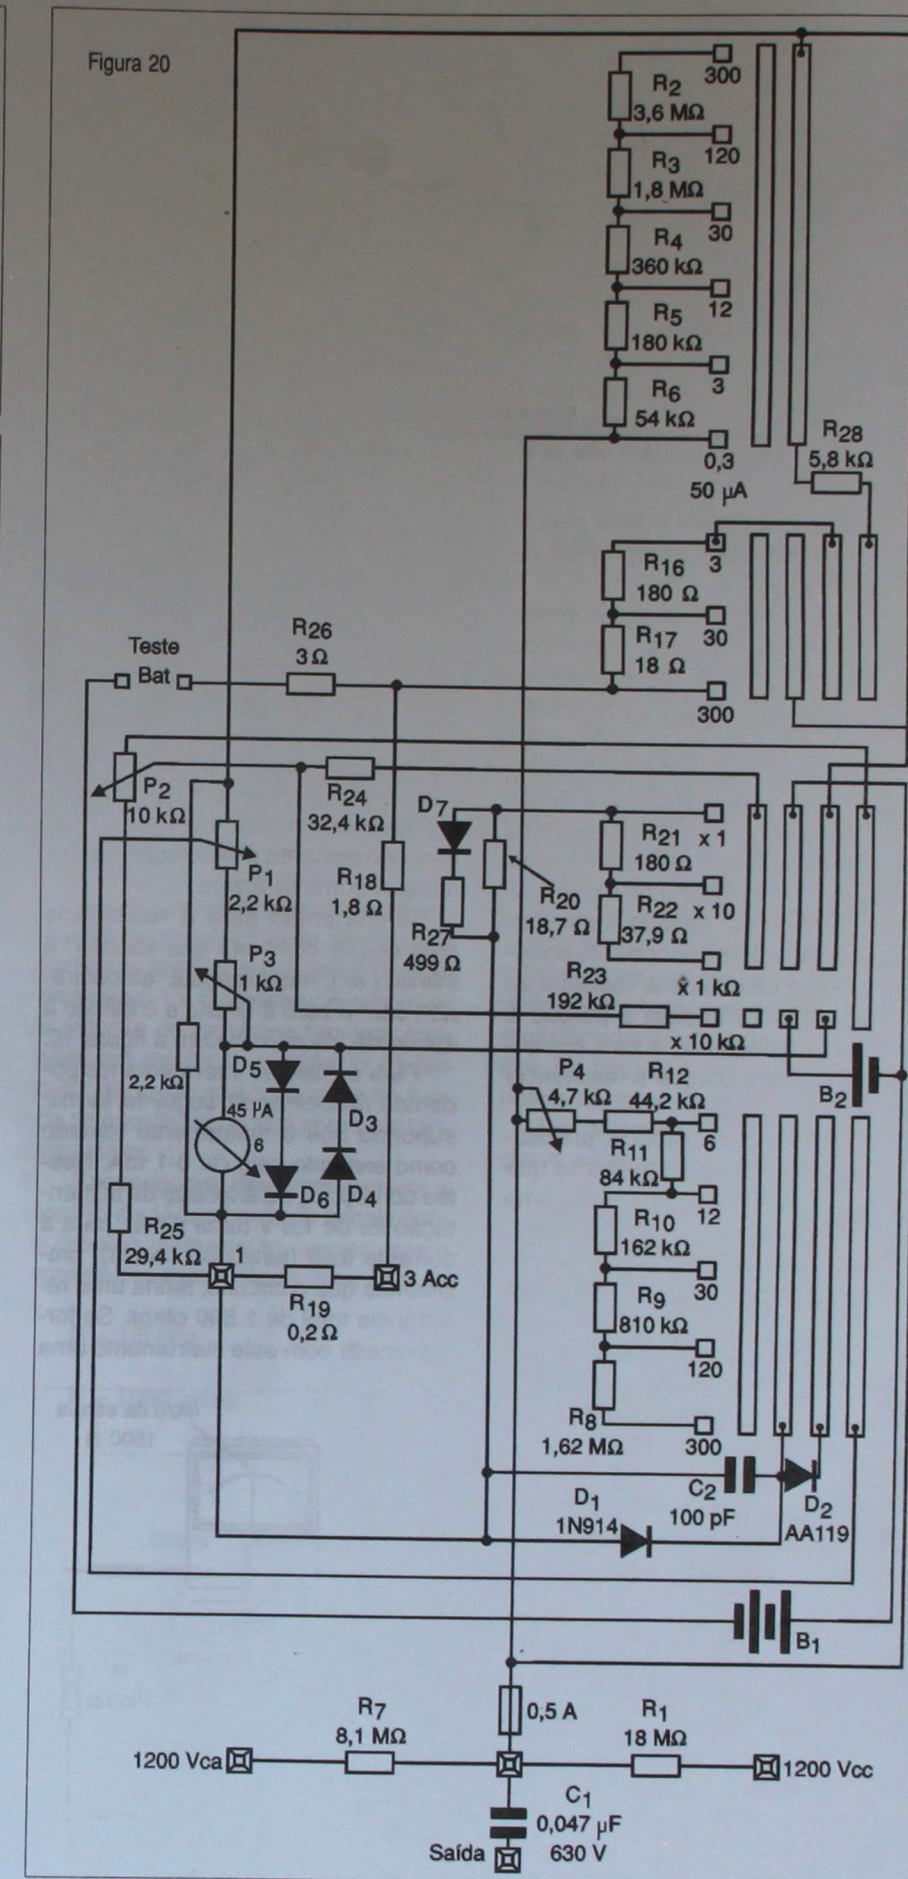 Figura 20
300
R2
3,6 MΩ
120
R3
1,8 MΩ
30
R4
360 kΩ
12
R5
180 kΩ
3
R6
54 kΩ
0,3
50 µA
R28
5,8 kΩ
3
R16
180 Ω
30
R17
18 Ω
300
Teste
Bat
R26
3 Ω
P2
10 kΩ
R24
32,4 kΩ
D7
R21
180 Ω
x 1
P1
2,2 kΩ
R18
1,8 Ω
R20
18,7 Ω
R22
37,9 Ω
x 10
R27
499 Ω
P3
1 kΩ
R23
192 kΩ
x 1 kΩ
x 10 kΩ
2,2 kΩ
D5
D3
45 µA
6
D6
D4
P4
4,7 kΩ
R12
44,2 kΩ
B2
6
R11
84 kΩ
12
R10
162 kΩ
30
R25
29,4 kΩ
3 Acc
R19
0,2 Ω
R9
810 kΩ
120
R8
1,62 MΩ
300
C2
100 pF
D2
AA119
D1
1N914
B1
0,5 A
R7
8,1 MΩ
R1
18 MΩ
1200 Vca
1200 Vcc
C1
0,047 µF
630 V
Saída